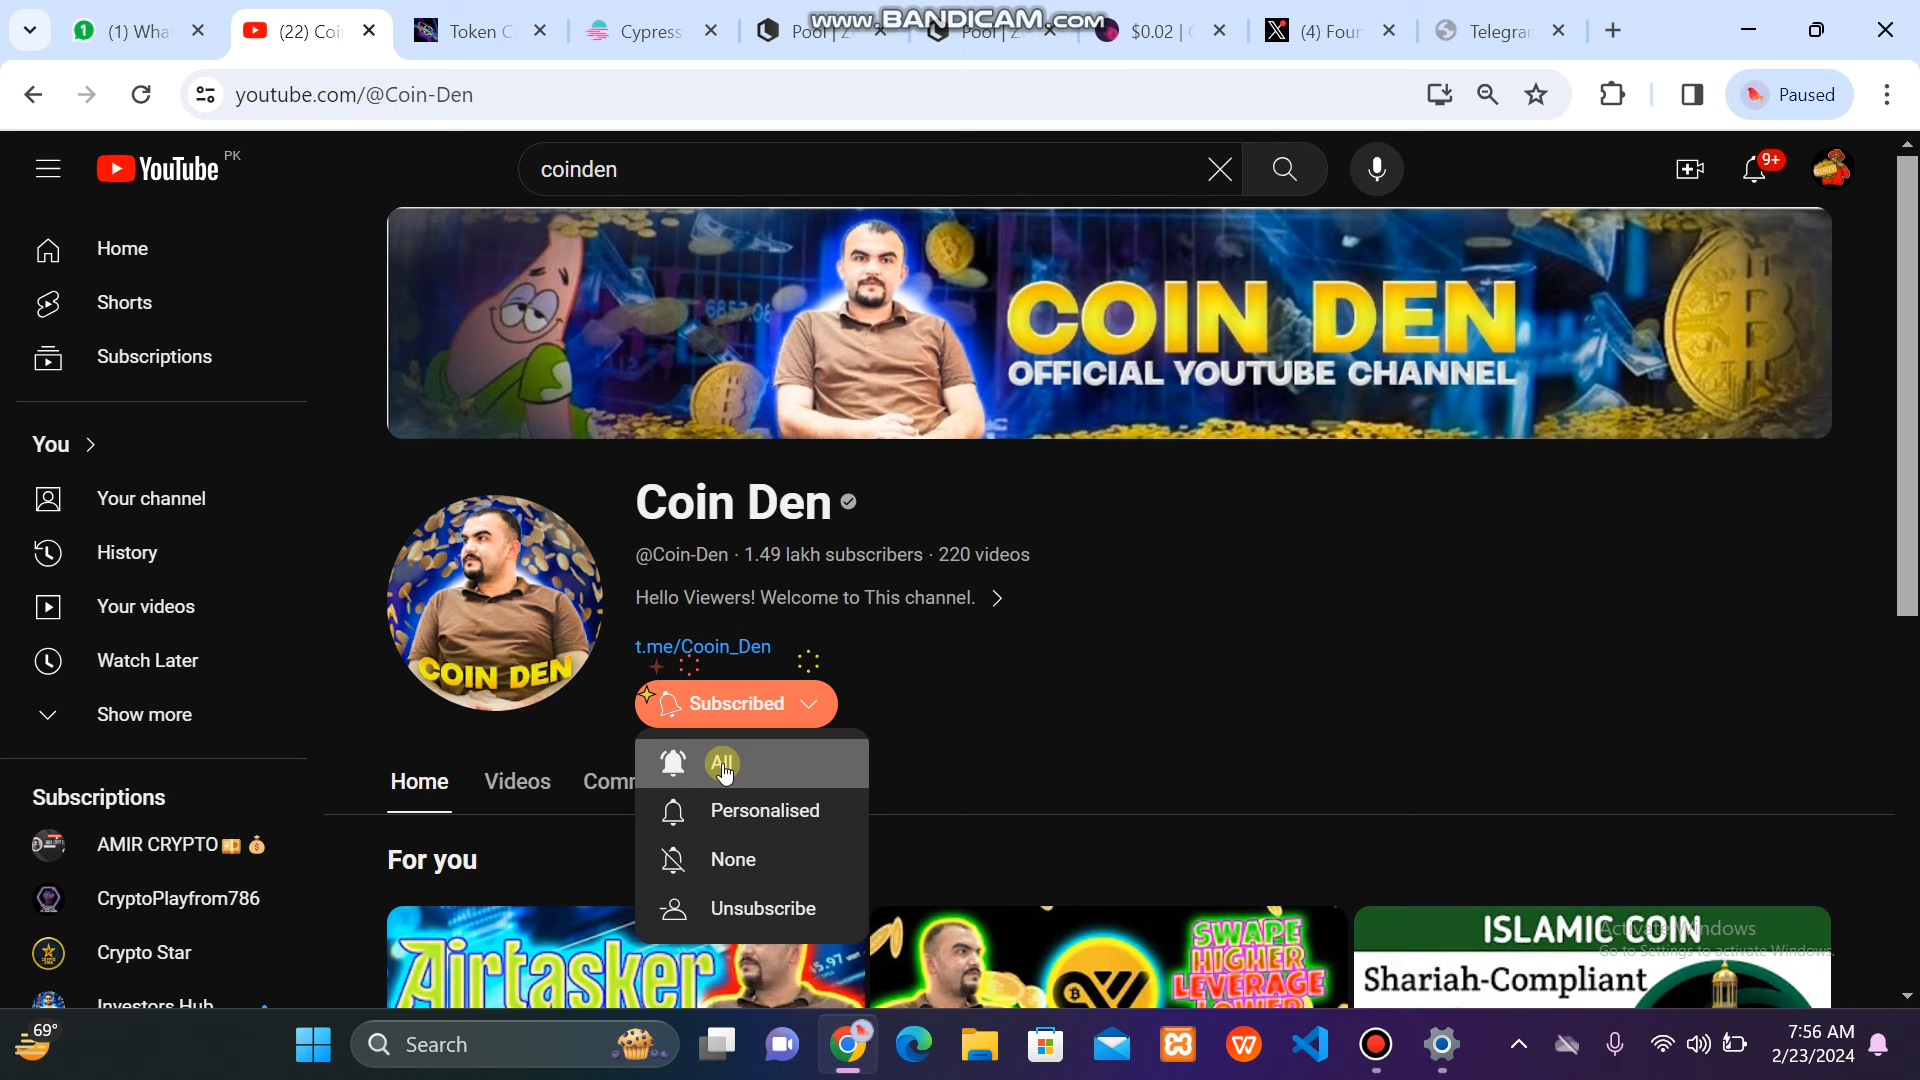 www.BANDICAM.com
(1) Wha
(22) Coi
Token C
Cypress
Pool | Z
Pool | Z
$0.02 |
(4) Four
Telegrar
youtube.com/@Coin-Den
Paused
YouTube PK
coinden
9+
Home
Shorts
Subscriptions
You
Your channel
History
Your videos
Watch Later
Show more
Subscriptions
AMIR CRYPTO
CryptoPlayfrom786
Crypto Star
Investors Hub
COIN DEN
OFFICIAL YOUTUBE CHANNEL
COIN DEN
Coin Den
@Coin-Den · 1.49 lakh subscribers · 220 videos
Hello Viewers! Welcome to This channel.
t.me/Cooin_Den
Subscribed
All
Personalised
None
Unsubscribe
Home
Videos
Comm
For you
Airtasker
5.97
SWAPE
HIGHER
LEVERAGE
LOWER
ISLAMIC COIN
Shariah-Compliant
Activate Windows
Go to Settings to activate Windows.
69°
Search
7:56 AM
2/23/2024